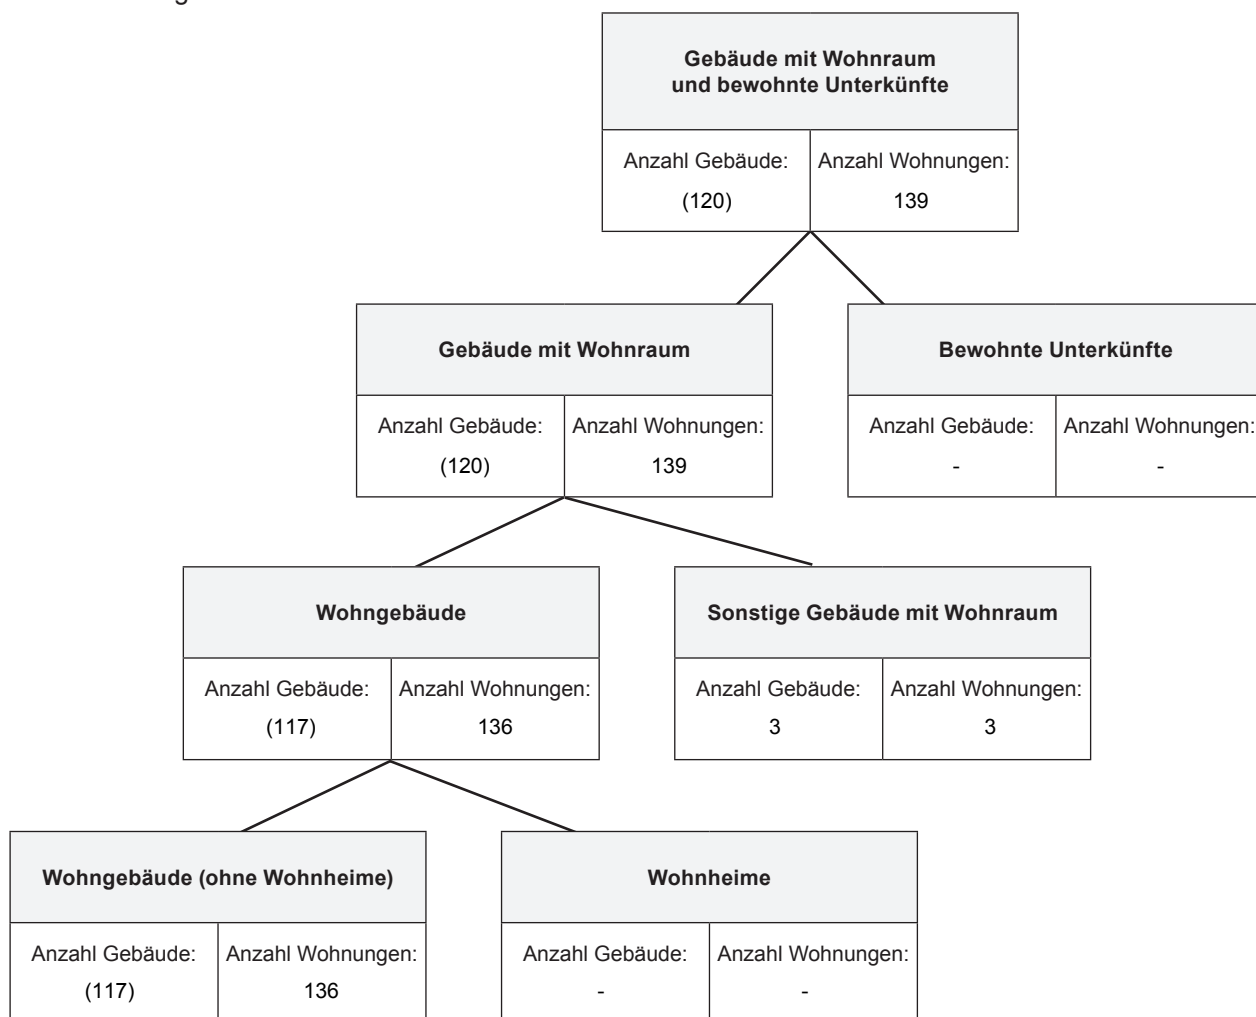 Gebäude mit Wohnraum
und bewohnte Unterkünfte
Anzahl Gebäude: Anzahl Wohnungen:
(120) 139
Gebäude mit Wohnraum Bewohnte Unterkünfte
Anzahl Gebäude: Anzahl Wohnungen: Anzahl Gebäude: Anzahl Wohnungen:
(120) 139 - -
Wohngebäude Sonstige Gebäude mit Wohnraum
Anzahl Gebäude: Anzahl Wohnungen: Anzahl Gebäude: Anzahl Wohnungen:
(117) 136 3 3
Wohngebäude (ohne Wohnheime) Wohnheime
Anzahl Gebäude: Anzahl Wohnungen: Anzahl Gebäude: Anzahl Wohnungen:
(117) 136 - -